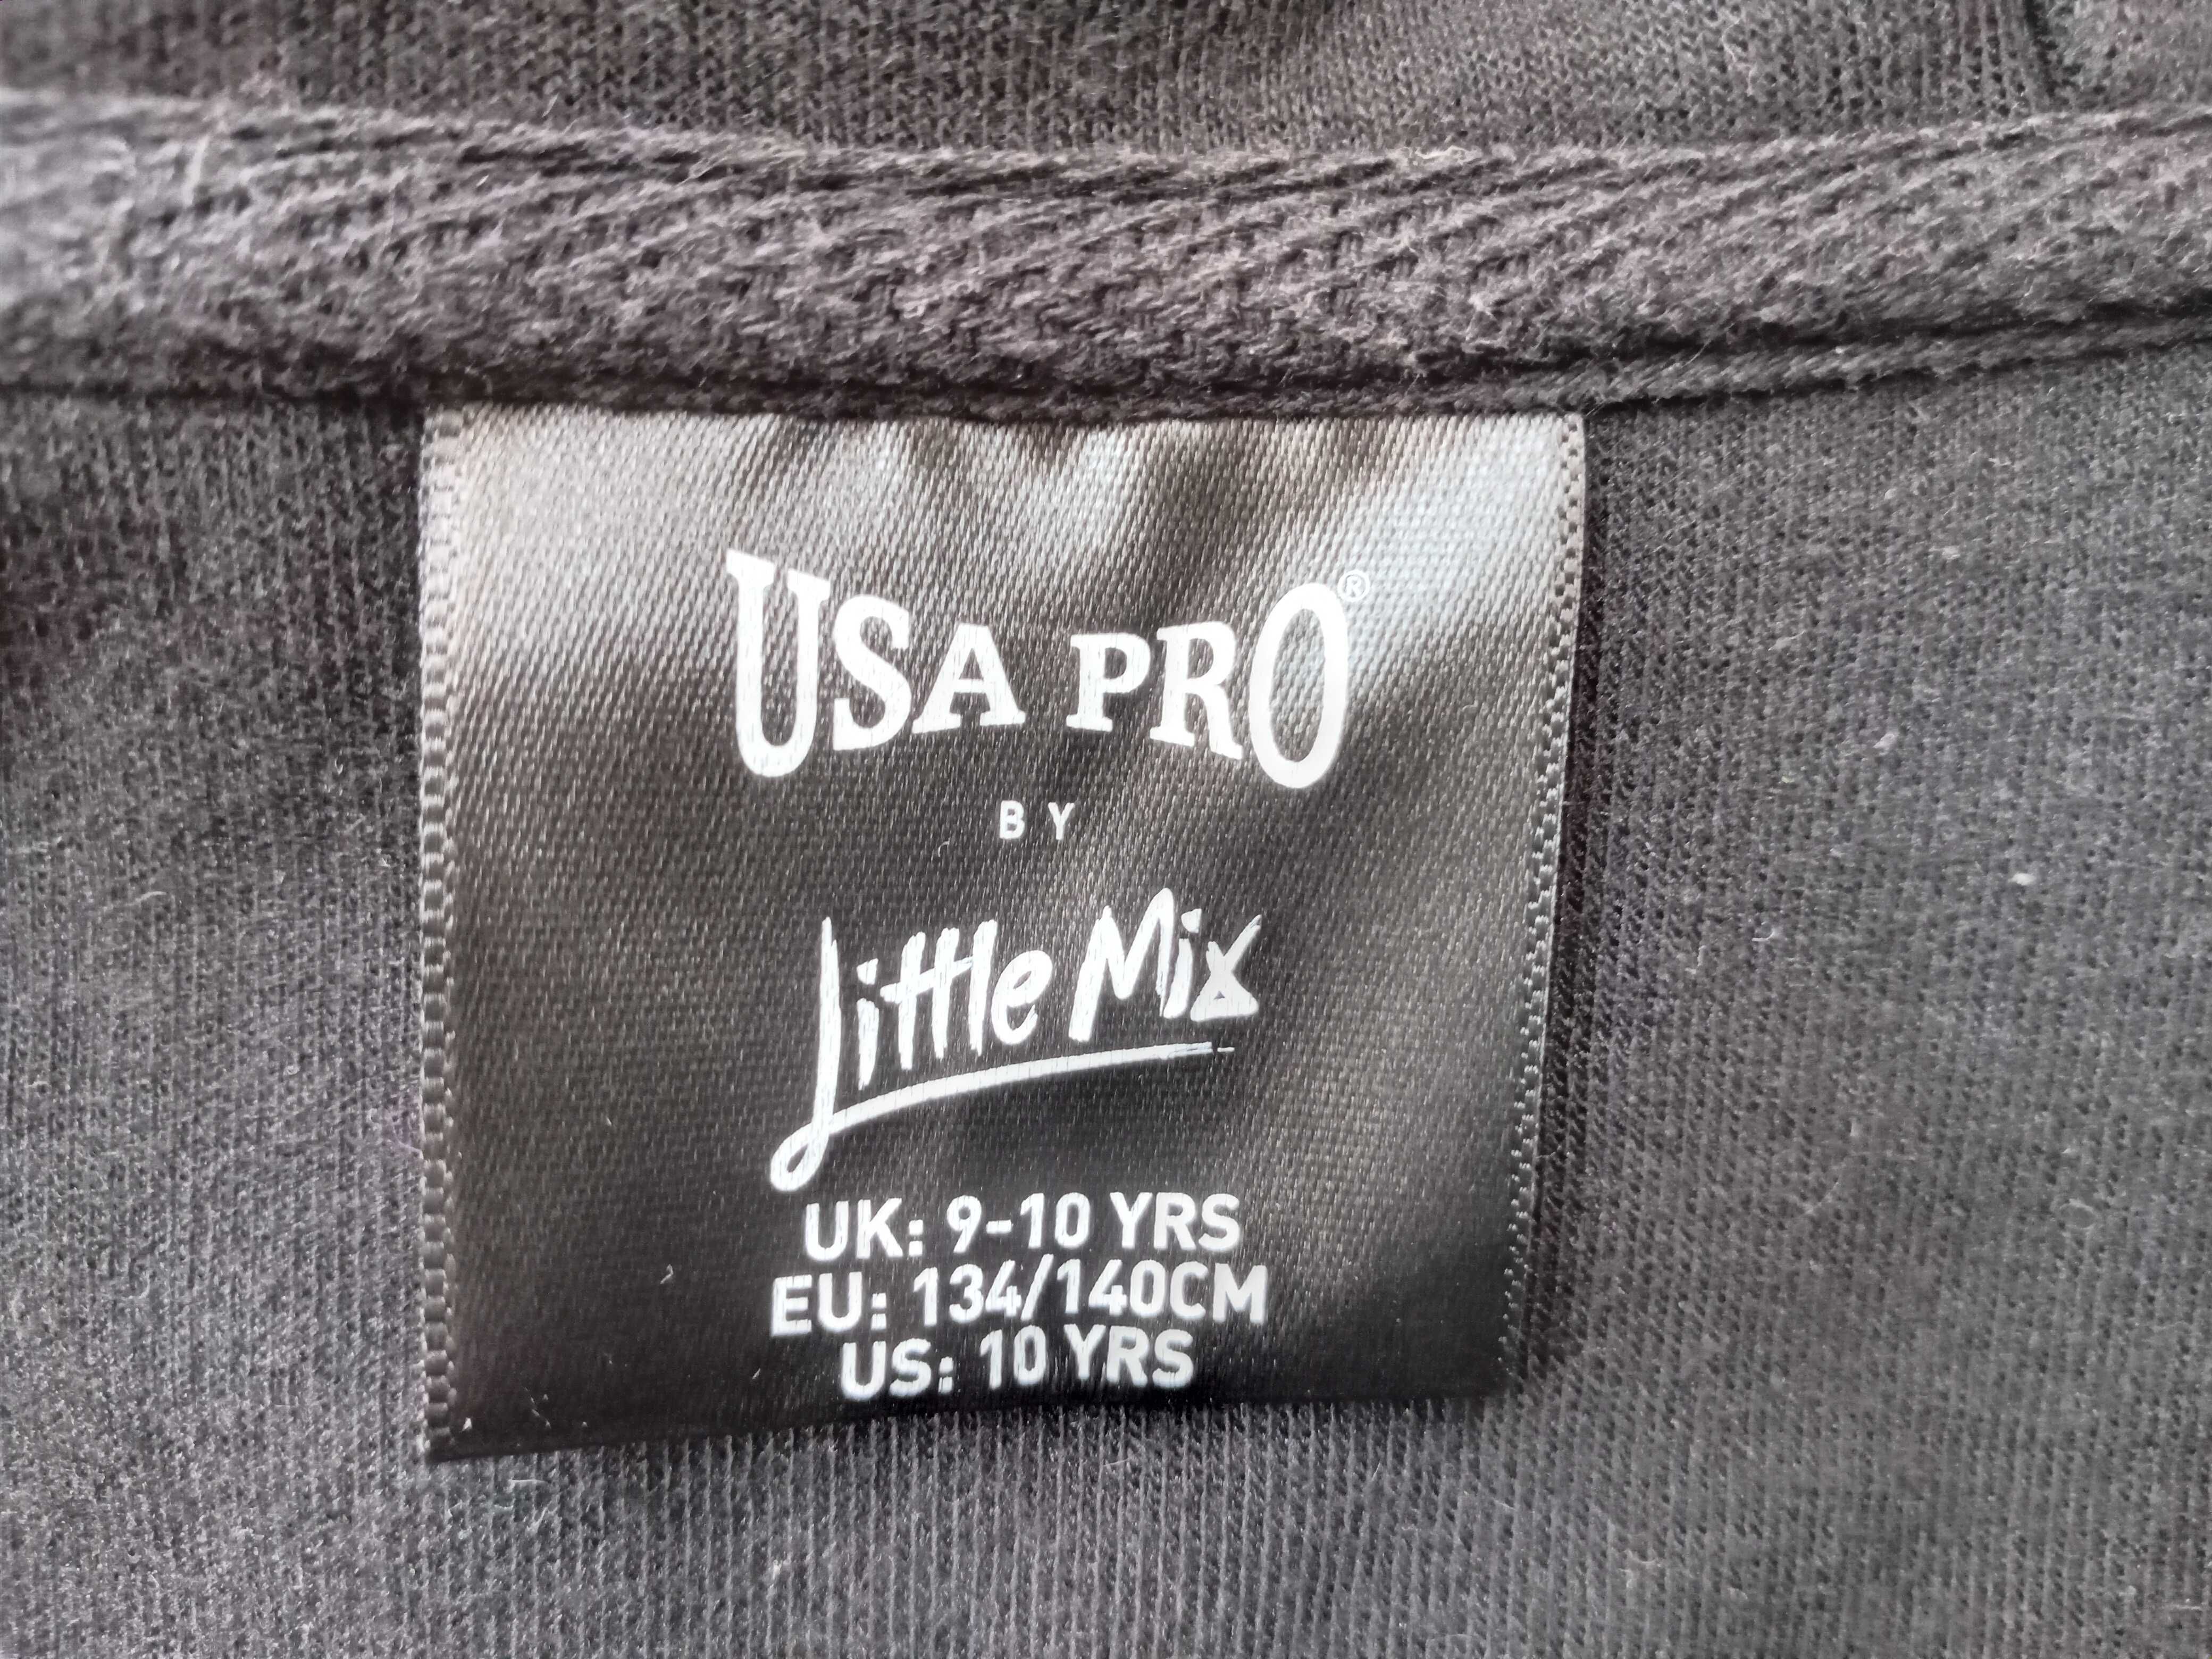 USA PRO®
BY
Little Mix
UK: 9-10 YRS
EU: 134/140CM
US: 10 YRS